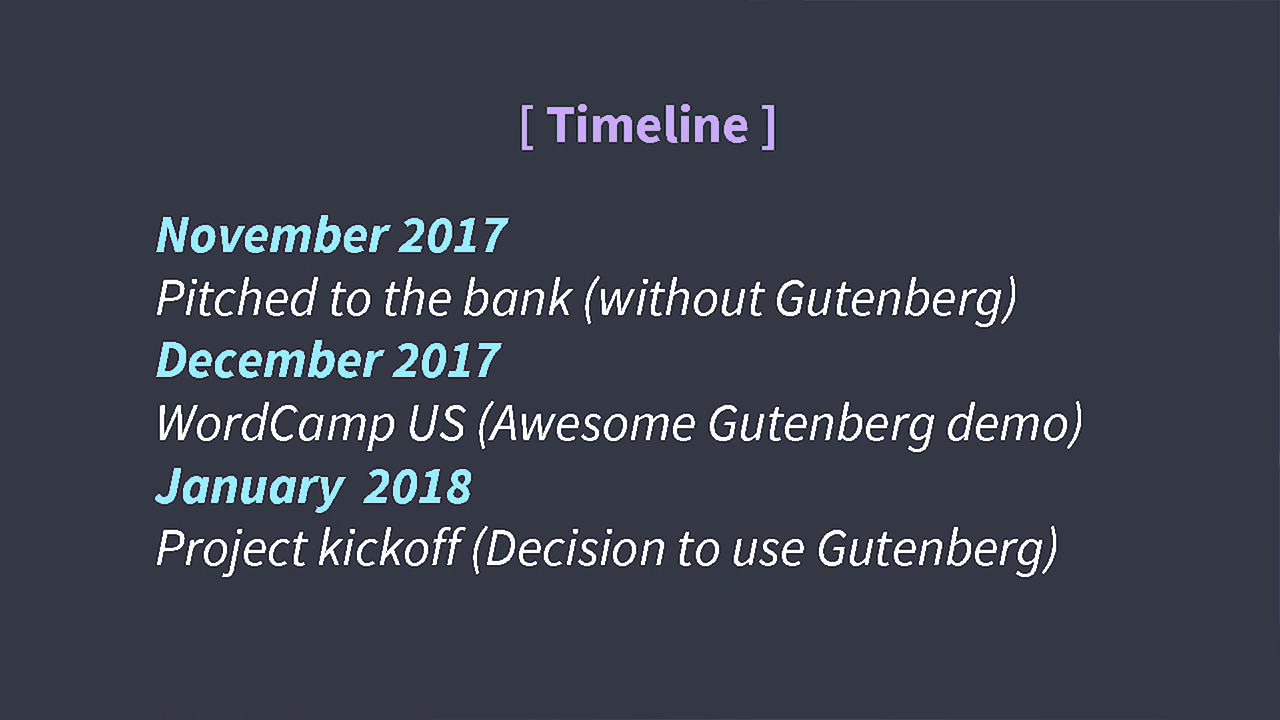 [ Timeline ]
November 2017
Pitched to the bank (without Gutenberg)
December 2017
WordCamp US (Awesome Gutenberg demo)
January  2018
Project kickoff (Decision to use Gutenberg)